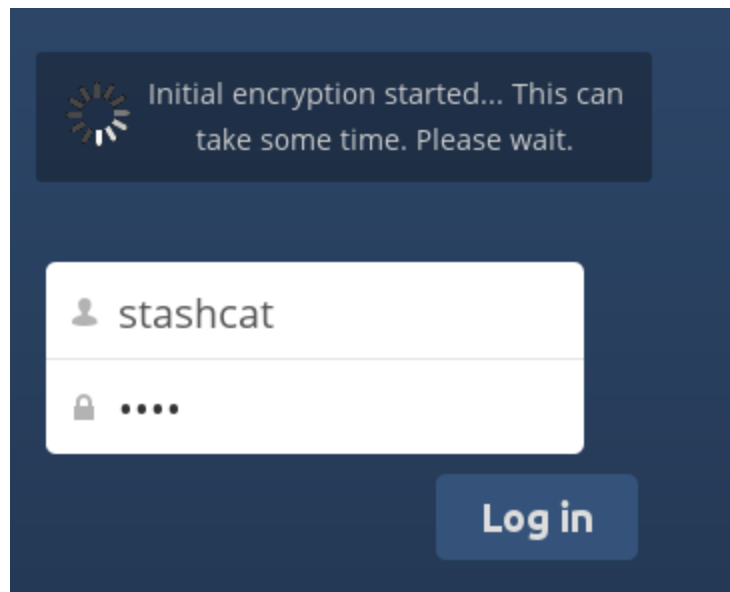 Initial encryption started... This can
take some time. Please wait.
stashcat
••••
Log in